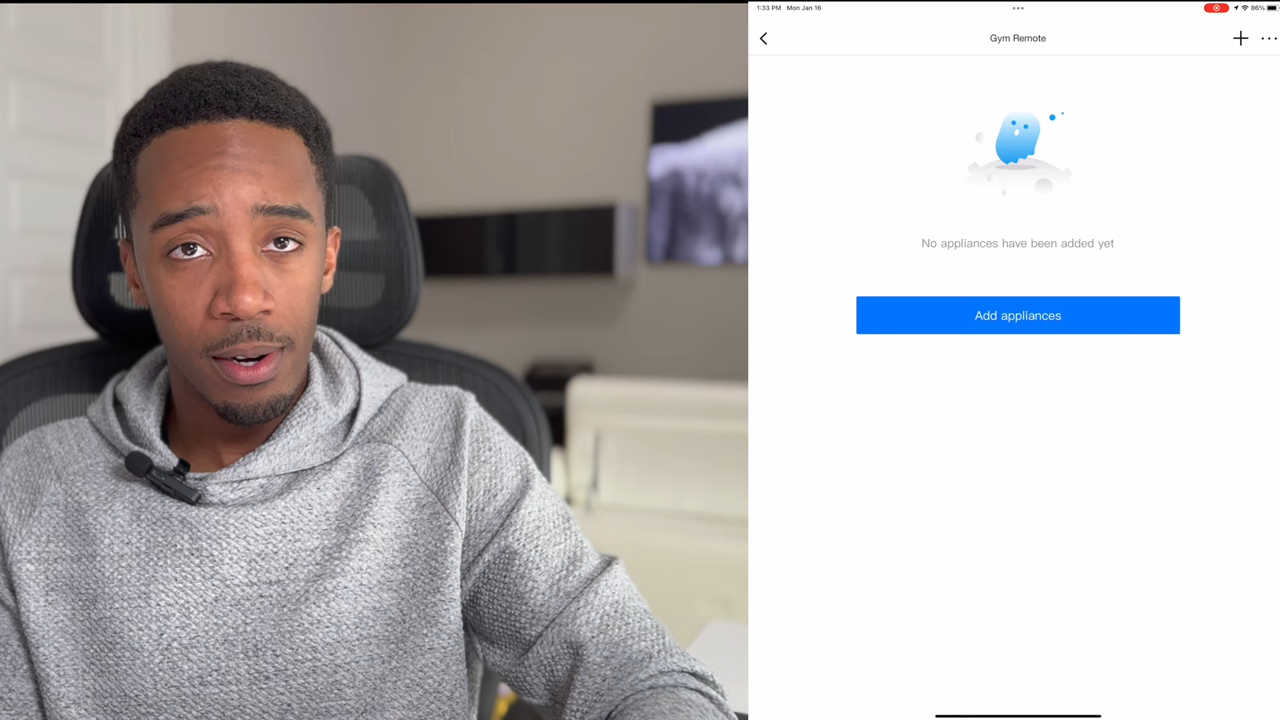 1:33 PM Mon Jan 16
86%
Gym Remote
No appliances have been added yet
Add appliances